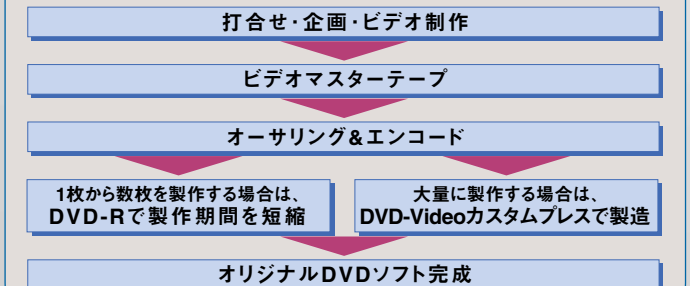 打合せ・企画・ビデオ制作
ビデオマスターテープ
オーサリング&エンコード
1枚から数枚を製作する場合は、
DVD-Rで製作期間を短縮
大量に製作する場合は、
DVD-Videoカスタムプレスで製造
オリジナルDVDソフト完成